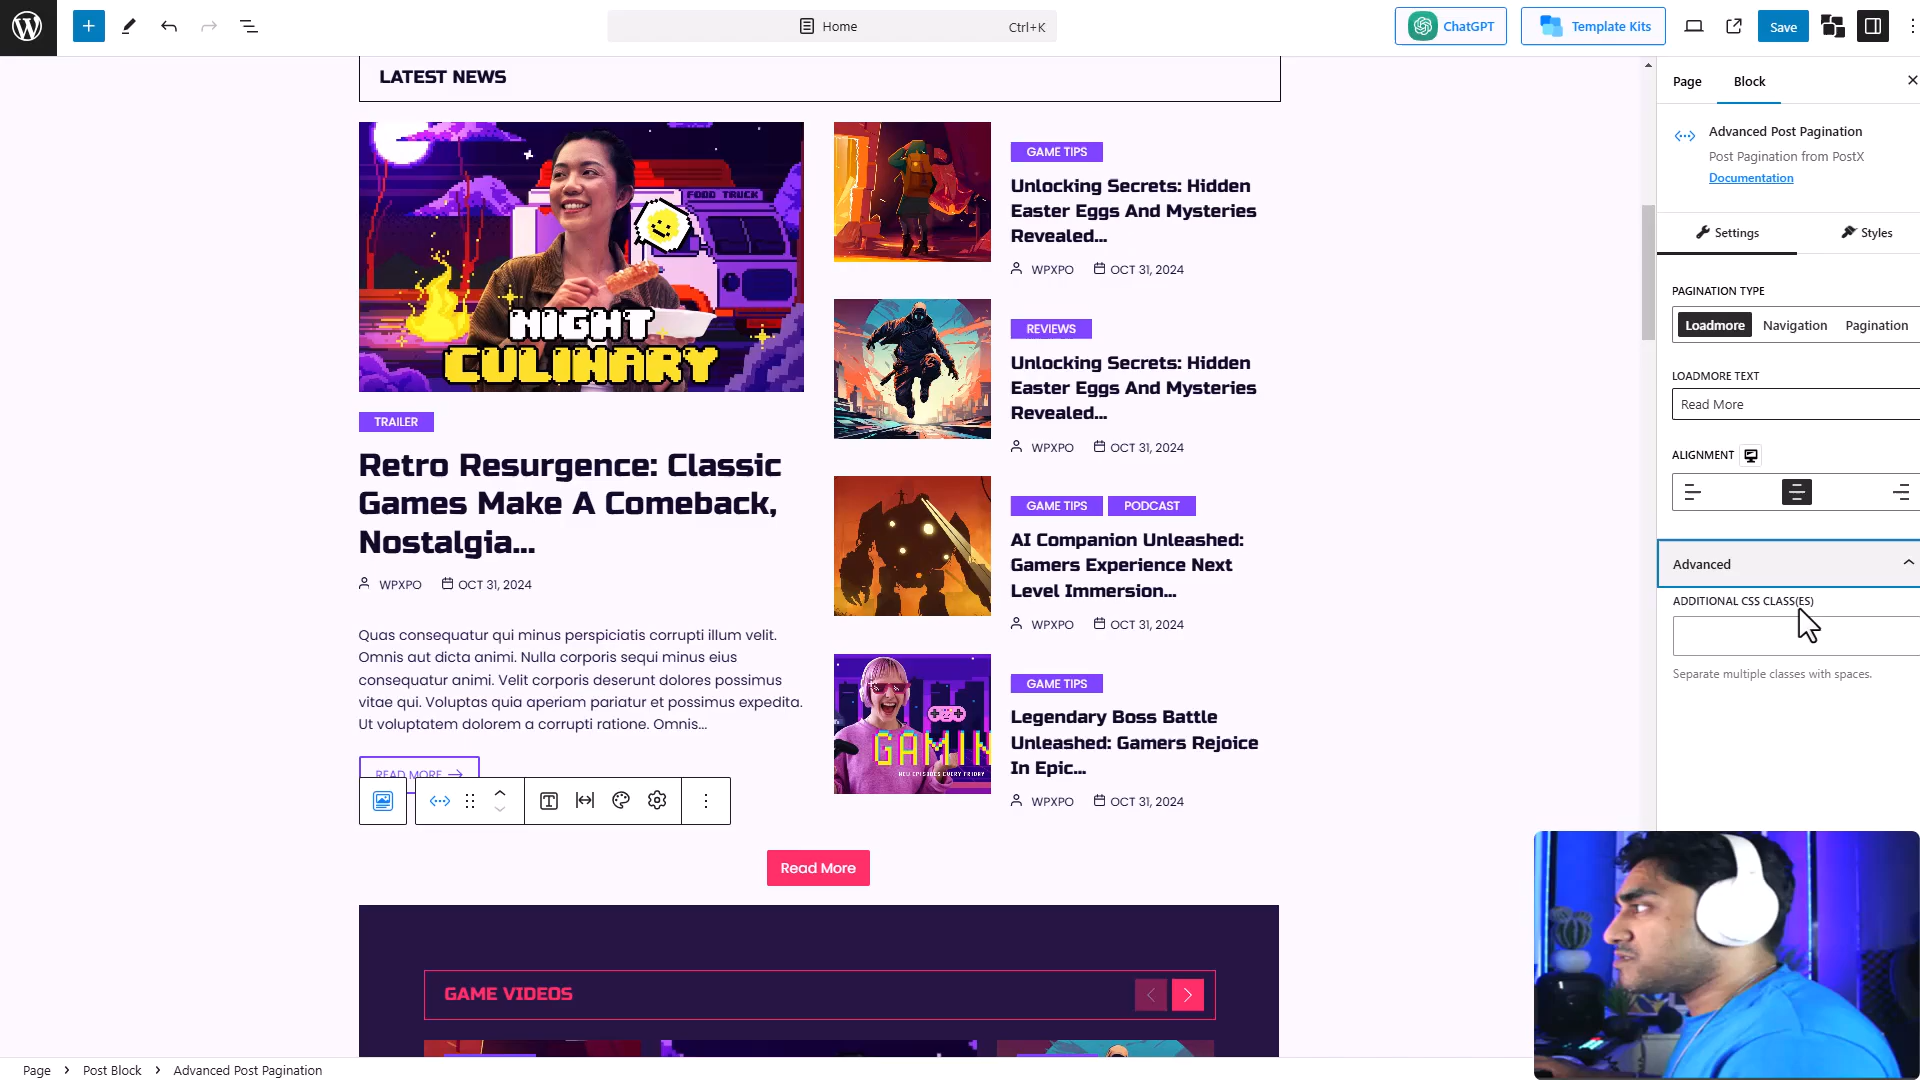 Home
Ctrl+K
ChatGPT
Template Kits
Save
LATEST NEWS
FOOD TRUCK
NIGHT
CULINARY
TRAILER
Retro Resurgence: Classic
Games Make A Comeback,
Nostalgia...
WPXPO
OCT 31, 2024
Quas consequatur qui minus perspiciatis corrupti illum velit.
Omnis aut dicta animi. Nulla corporis sequi minus eius
consequatur animi. Velit corporis deserunt dolores possimus
vitae qui. Voluptas quia aperiam pariatur et possimus expedita.
Ut voluptatem dolorem a corrupti ratione. Omnis...
READ MORE
GAME TIPS
Unlocking Secrets: Hidden
Easter Eggs And Mysteries
Revealed...
WPXPO
OCT 31, 2024
REVIEWS
Unlocking Secrets: Hidden
Easter Eggs And Mysteries
Revealed...
WPXPO
OCT 31, 2024
GAME TIPS
PODCAST
AI Companion Unleashed:
Gamers Experience Next
Level Immersion...
WPXPO
OCT 31, 2024
GAMIN
NEW EPISODES EVERY FRIDAY
GAME TIPS
Legendary Boss Battle
Unleashed: Gamers Rejoice
In Epic...
WPXPO
OCT 31, 2024
Read More
GAME VIDEOS
Page
Block
Advanced Post Pagination
Post Pagination from PostX
Documentation
Settings
Styles
PAGINATION TYPE
Loadmore
Navigation
Pagination
LOADMORE TEXT
Read More
ALIGNMENT
Advanced
ADDITIONAL CSS CLASS(ES)
Separate multiple classes with spaces.
Page
Post Block
Advanced Post Pagination